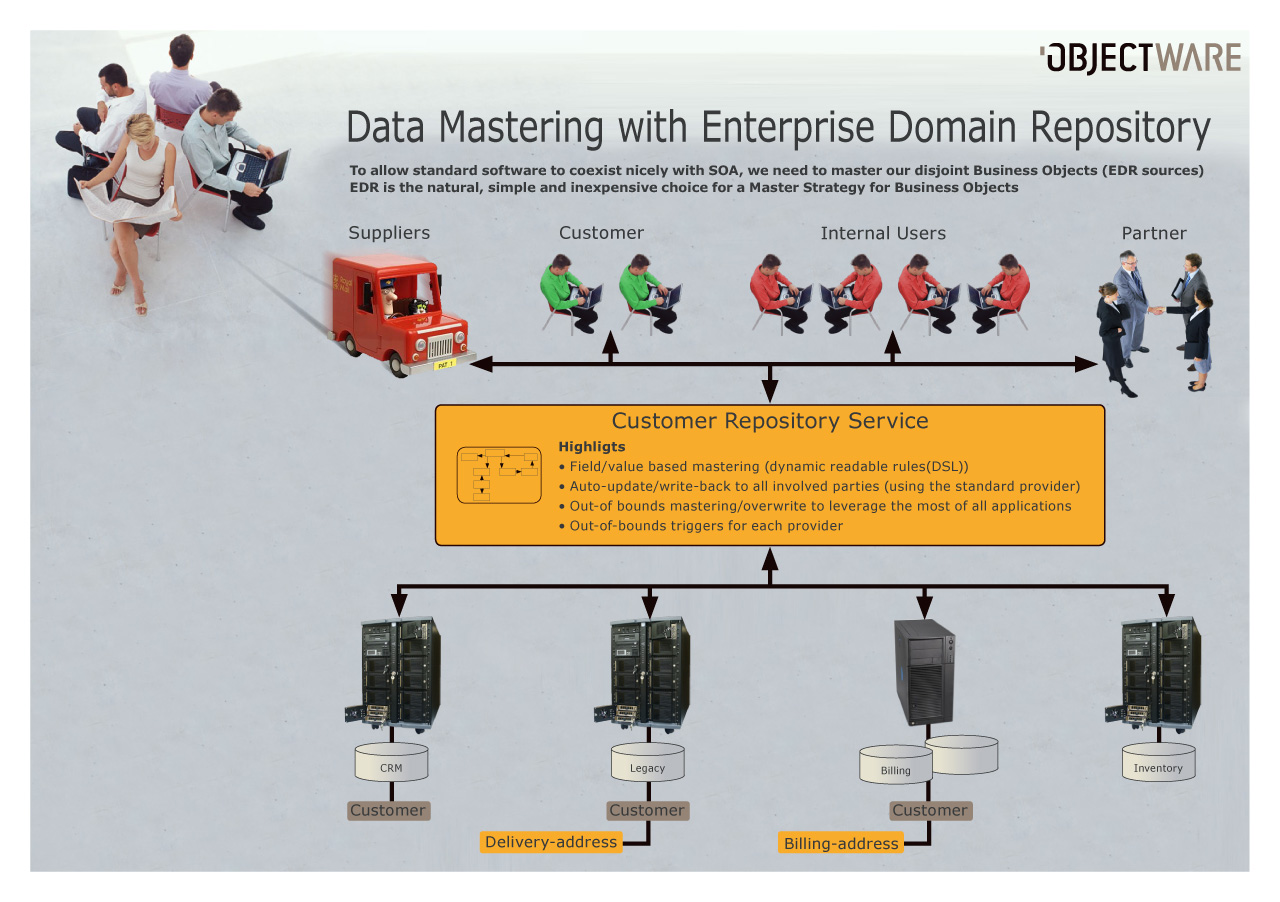 OBJECTWARE
Data Mastering with Enterprise Domain Repository
To allow standard software to coexist nicely with SOA, we need to master our disjoint Business Objects (EDR sources)
EDR is the natural, simple and inexpensive choice for a Master Strategy for Business Objects
Suppliers
Customer
Internal Users
Partner
Royal
Mail
PAT 1
Customer Repository Service
Highligts
• Field/value based mastering (dynamic readable rules(DSL))
• Auto-update/write-back to all involved parties (using the standard provider)
• Out-of bounds mastering/overwrite to leverage the most of all applications
• Out-of-bounds triggers for each provider
CRM
Legacy
Billing
Inventory
Customer
Customer
Customer
Delivery-address
Billing-address